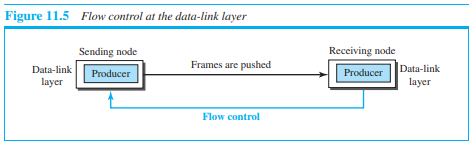 Figure 11.5 Flow control at the data-link layer
Sending node
Receiving node
Data-link
layer
Producer
Frames are pushed
Producer
Data-link
layer
Flow control